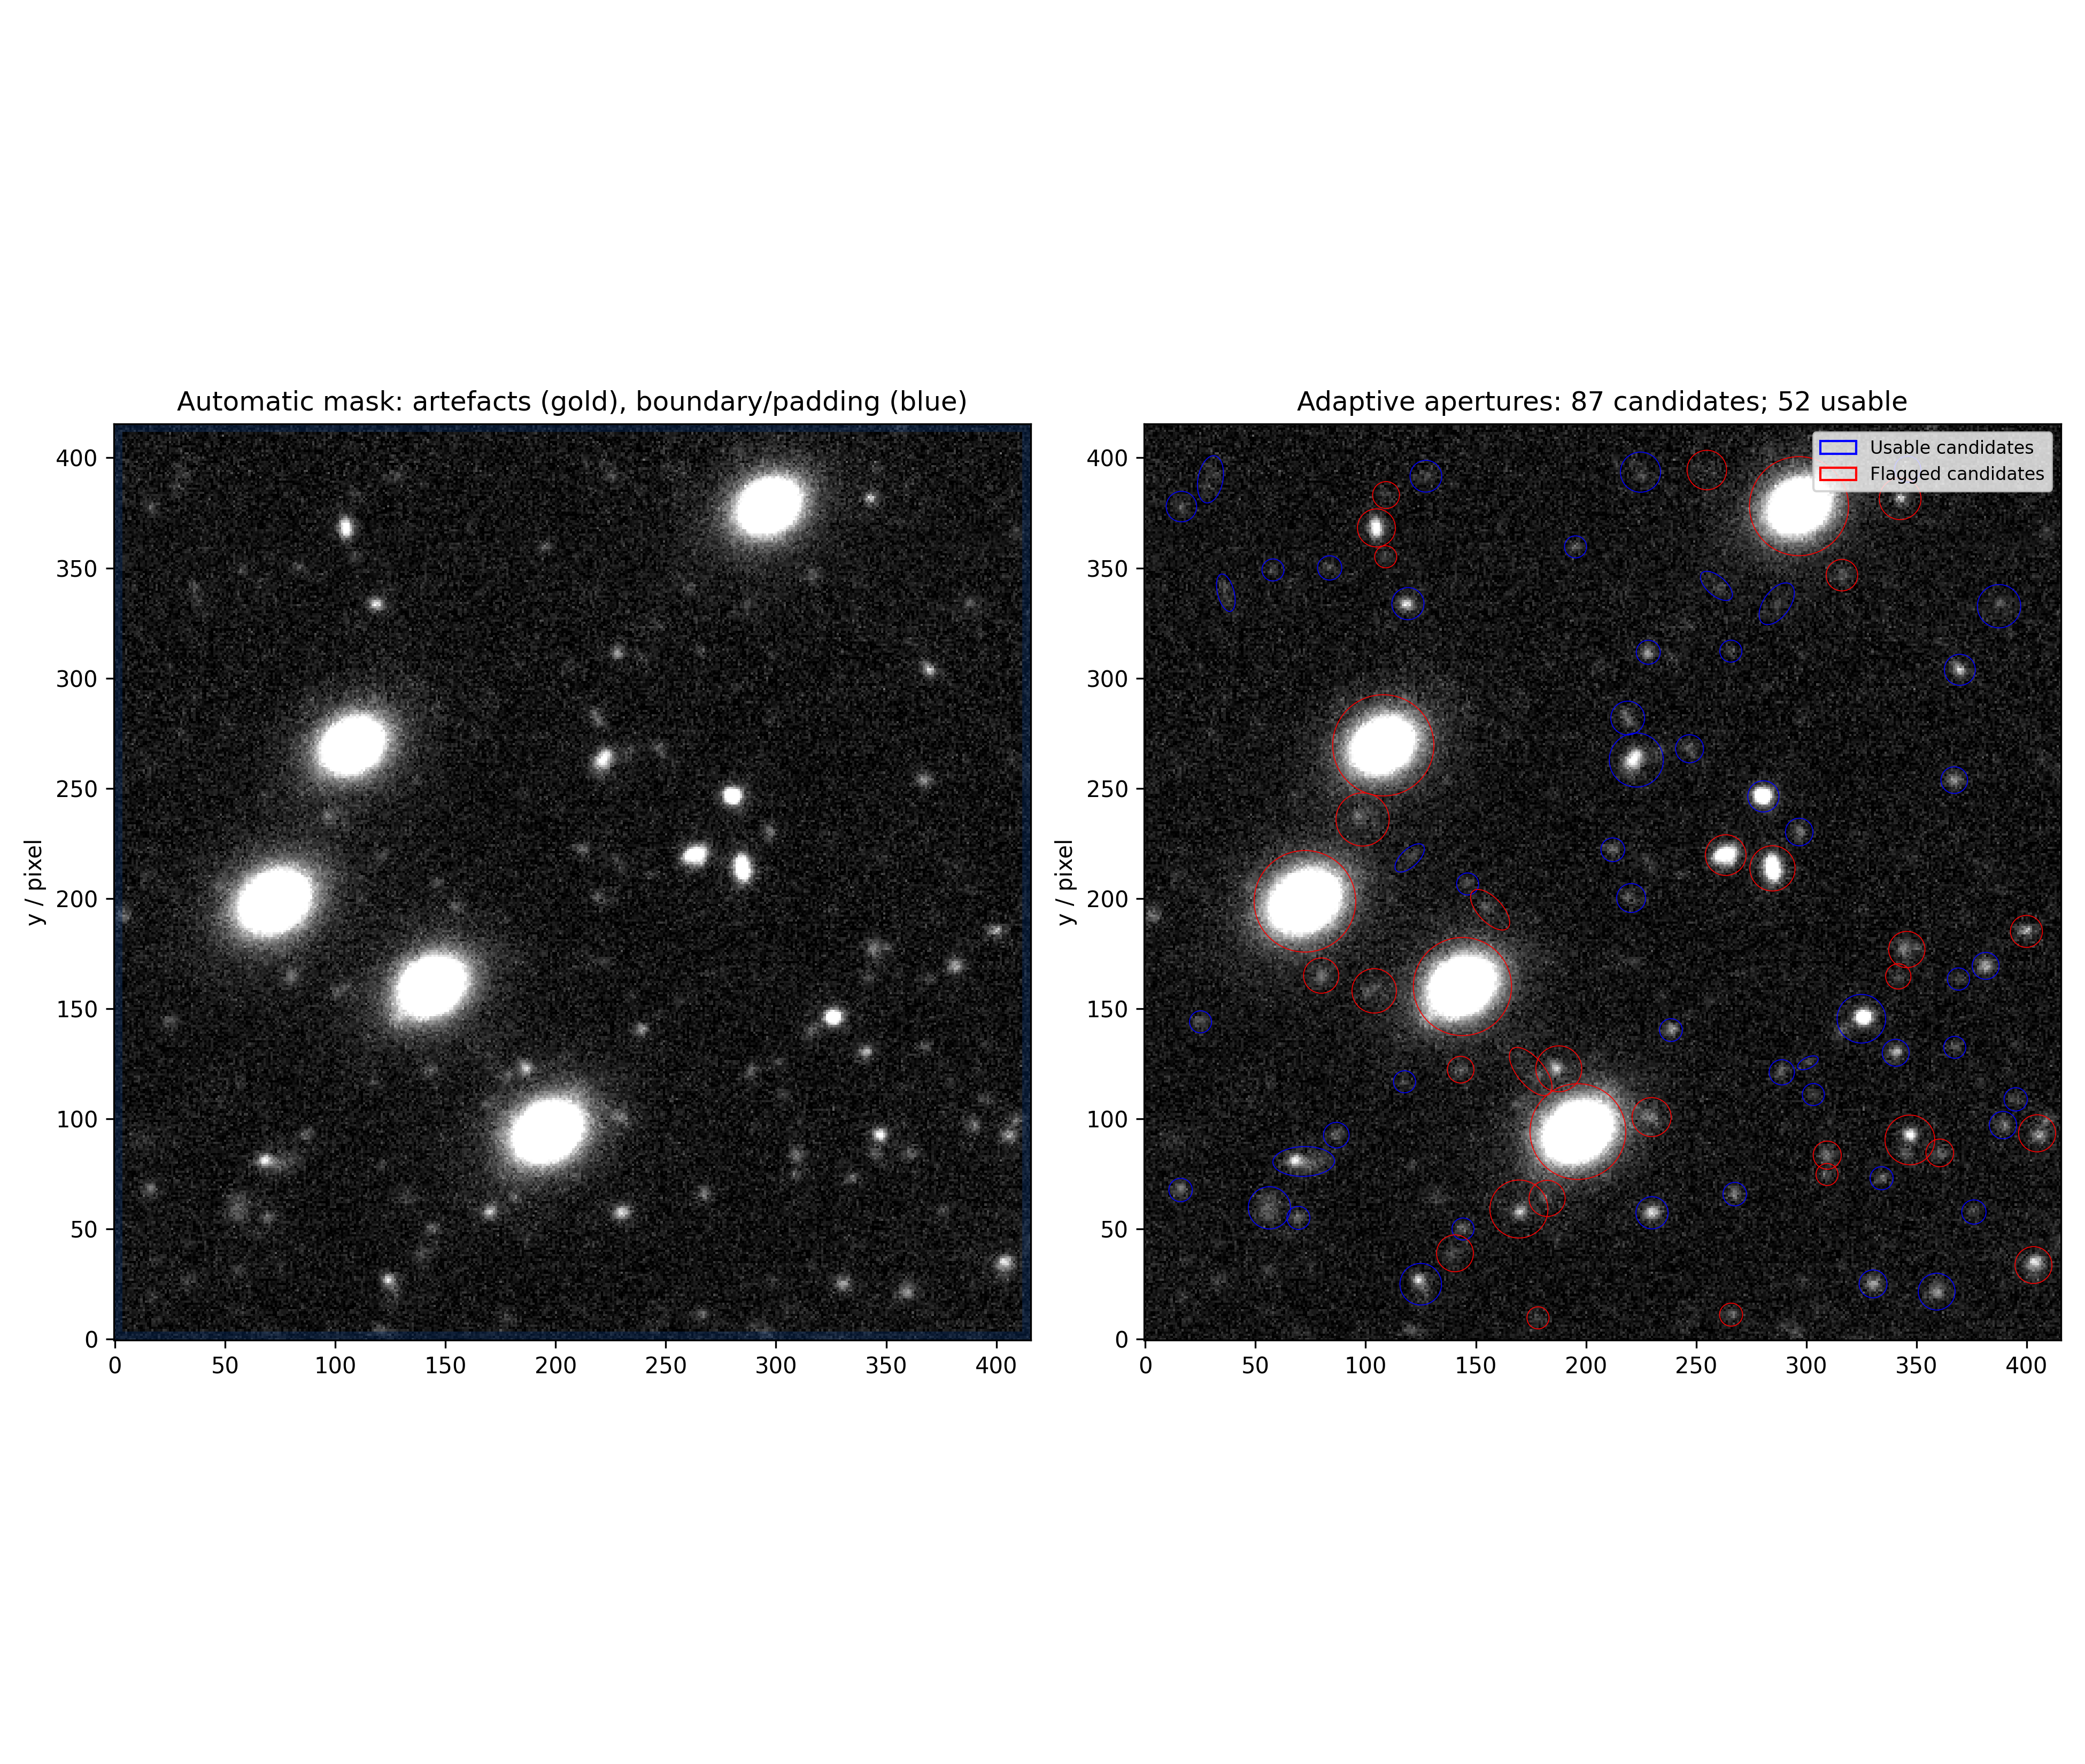 Automatic mask: artefacts (gold), boundary/padding (blue)
y / pixel
400
350
300
250
200
150
100
50
0
0 50 100 150 200 250 300 350 400
Adaptive apertures: 87 candidates; 52 usable
Usable candidates
Flagged candidates
y / pixel
400
350
300
250
200
150
100
50
0
0 50 100 150 200 250 300 350 400